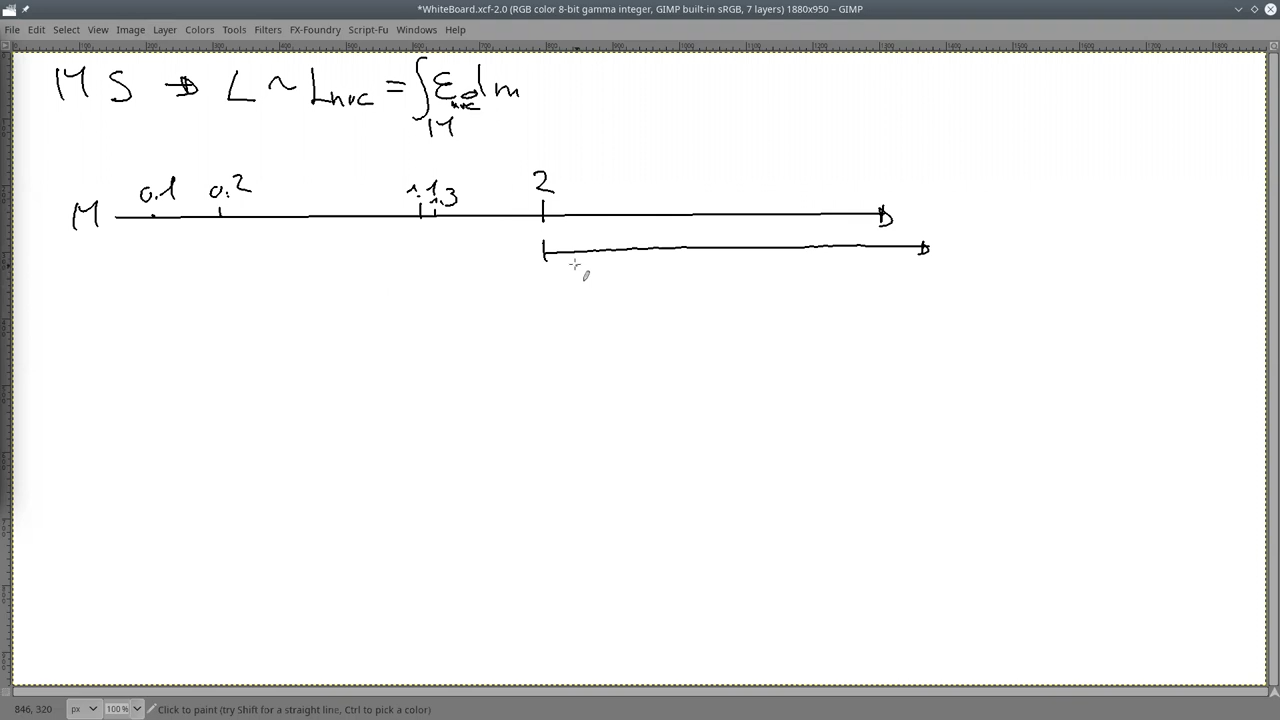 *WhiteBoard.xcf-2.0 (RGB color 8-bit gamma integer, GIMP built-in sRGB, 7 layers) 1880x950 – GIMP
File Edit Select View Image Layer Colors Tools Filters FX-Foundry Script-Fu Windows Help
MS → L ~ Lnuc = ∫M εnuc dm
0.1 0.2 1.1 1.3 2
M
846, 320 px 100% Click to paint (try Shift for a straight line, Ctrl to pick a color)